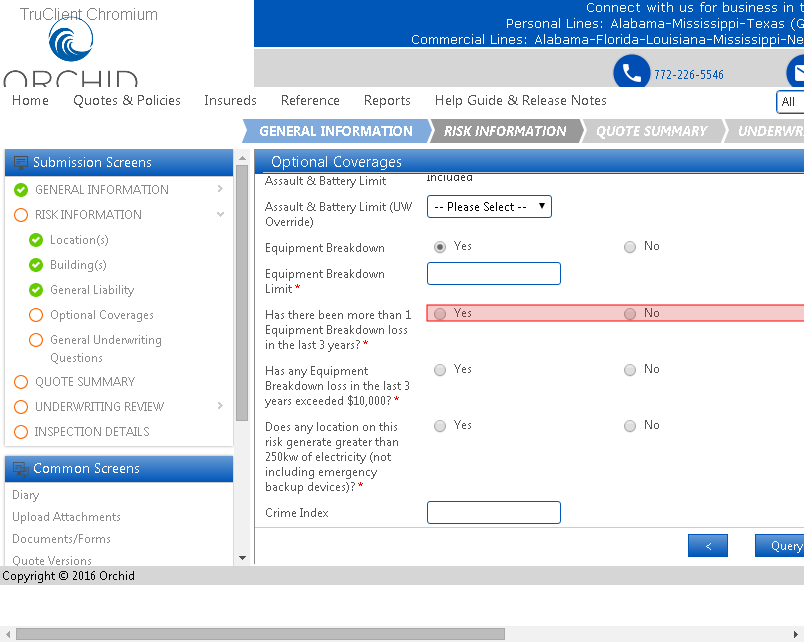 TruClient Chromium
Connect with us for business in t
Personal Lines: Alabama-Mississippi-Texas (G
Commercial Lines: Alabama-Florida-Louisiana-Mississippi-Ne
ORCHID
772-226-5546
Home Quotes & Policies Insureds Reference Reports Help Guide & Release Notes All
GENERAL INFORMATION RISK INFORMATION QUOTE SUMMARY UNDERWR
Submission Screens
GENERAL INFORMATION
RISK INFORMATION
Location(s)
Building(s)
General Liability
Optional Coverages
General Underwriting
Questions
QUOTE SUMMARY
UNDERWRITING REVIEW
INSPECTION DETAILS
Common Screens
Diary
Upload Attachments
Documents/Forms
Quote Versions
Optional Coverages
Assault & Battery Limit Included
Assault & Battery Limit (UW
Override) -- Please Select --
Equipment Breakdown Yes No
Equipment Breakdown
Limit *
Has there been more than 1 Yes No
Equipment Breakdown loss
in the last 3 years? *
Has any Equipment Yes No
Breakdown loss in the last 3
years exceeded $10,000? *
Does any location on this Yes No
risk generate greater than
250kw of electricity (not
including emergency
backup devices)? *
Crime Index
< Query
Copyright © 2016 Orchid